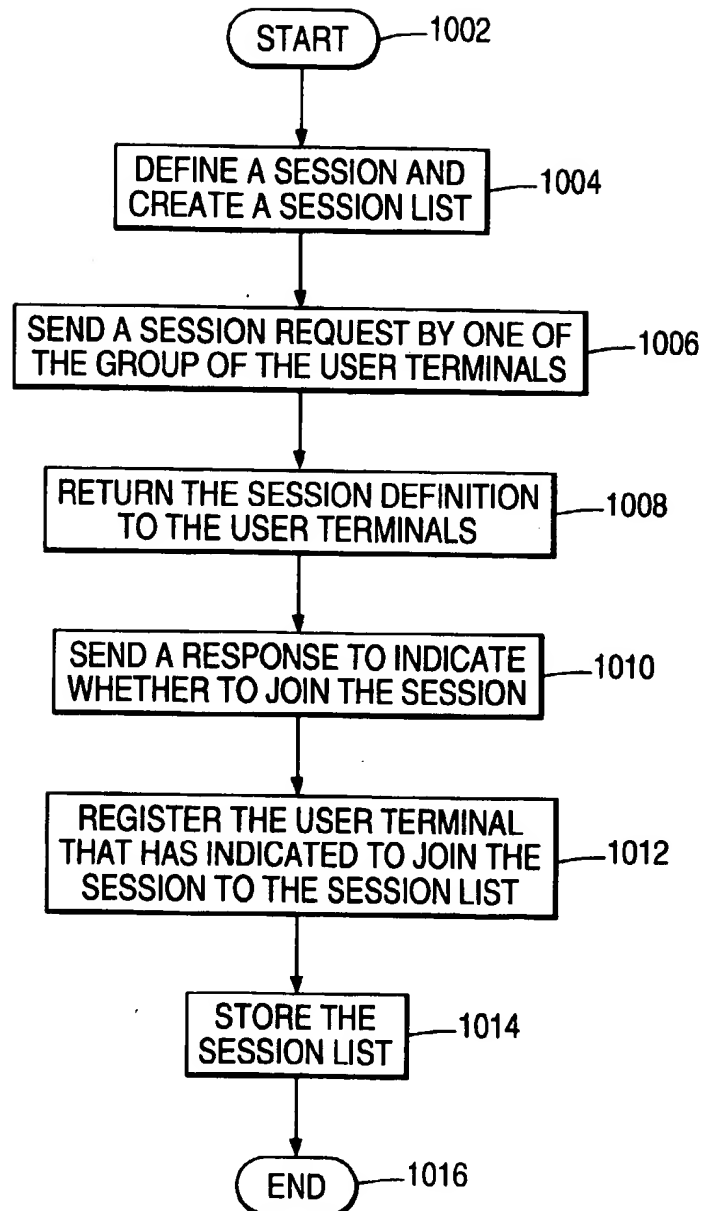 START
1002
DEFINE A SESSION AND
CREATE A SESSION LIST
1004
SEND A SESSION REQUEST BY ONE OF
THE GROUP OF THE USER TERMINALS
1006
RETURN THE SESSION DEFINITION
TO THE USER TERMINALS
1008
SEND A RESPONSE TO INDICATE
WHETHER TO JOIN THE SESSION
1010
REGISTER THE USER TERMINAL
THAT HAS INDICATED TO JOIN THE
SESSION TO THE SESSION LIST
1012
STORE THE
SESSION LIST
1014
END
1016